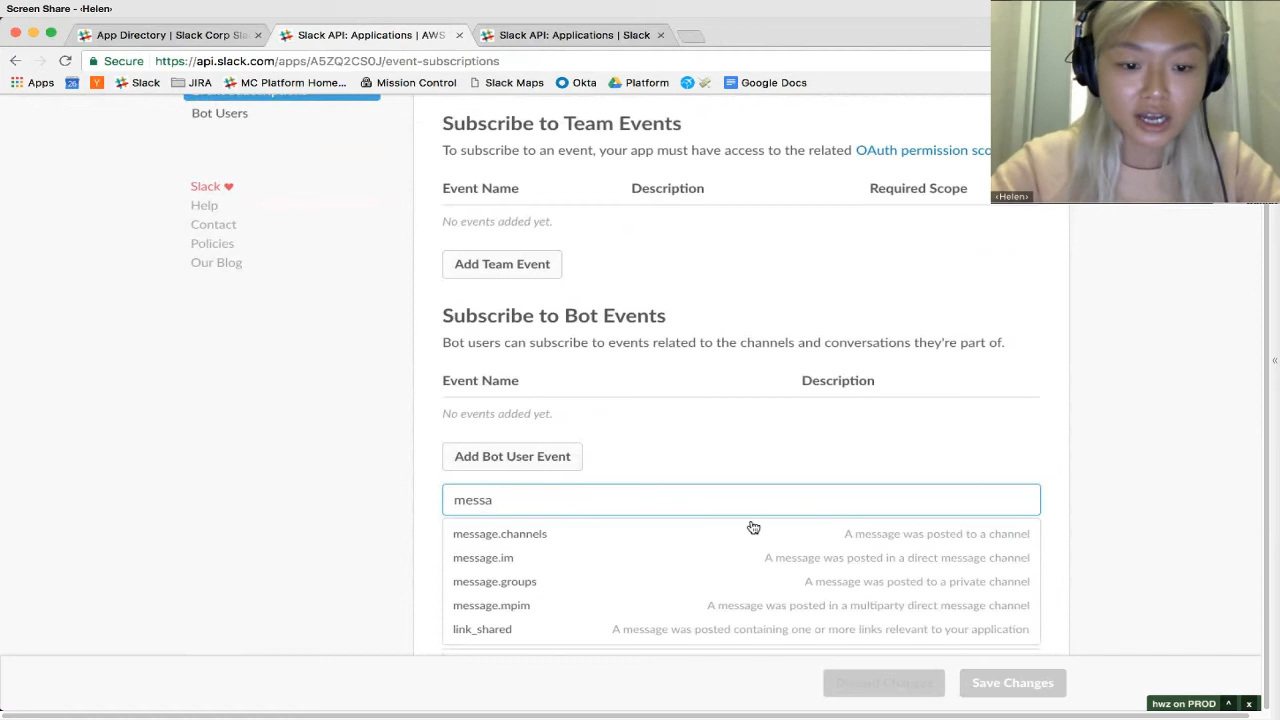 Screen Share - ‹Helen›
App Directory | Slack Corp Sl
Slack API: Applications | AWS
Slack API: Applications | Slack
Secure
https://api.slack.com/apps/A5ZQ2CS0J/event-subscriptions
Apps
26
Slack
JIRA
MC Platform Home...
Mission Control
Slack Maps
Okta
Platform
Google Docs
‹Helen›
Bot Users
Slack
Help
Contact
Policies
Our Blog
Subscribe to Team Events
To subscribe to an event, your app must have access to the related OAuth permission sco
Event Name Description Required Scope
No events added yet.
Add Team Event
Subscribe to Bot Events
Bot users can subscribe to events related to the channels and conversations they're part of.
Event Name Description
No events added yet.
Add Bot User Event
messa
message.channels A message was posted to a channel
message.im A message was posted in a direct message channel
message.groups A message was posted to a private channel
message.mpim A message was posted in a multiparty direct message channel
link_shared A message was posted containing one or more links relevant to your application
Discard Changes
Save Changes
hwz on PROD ^ x